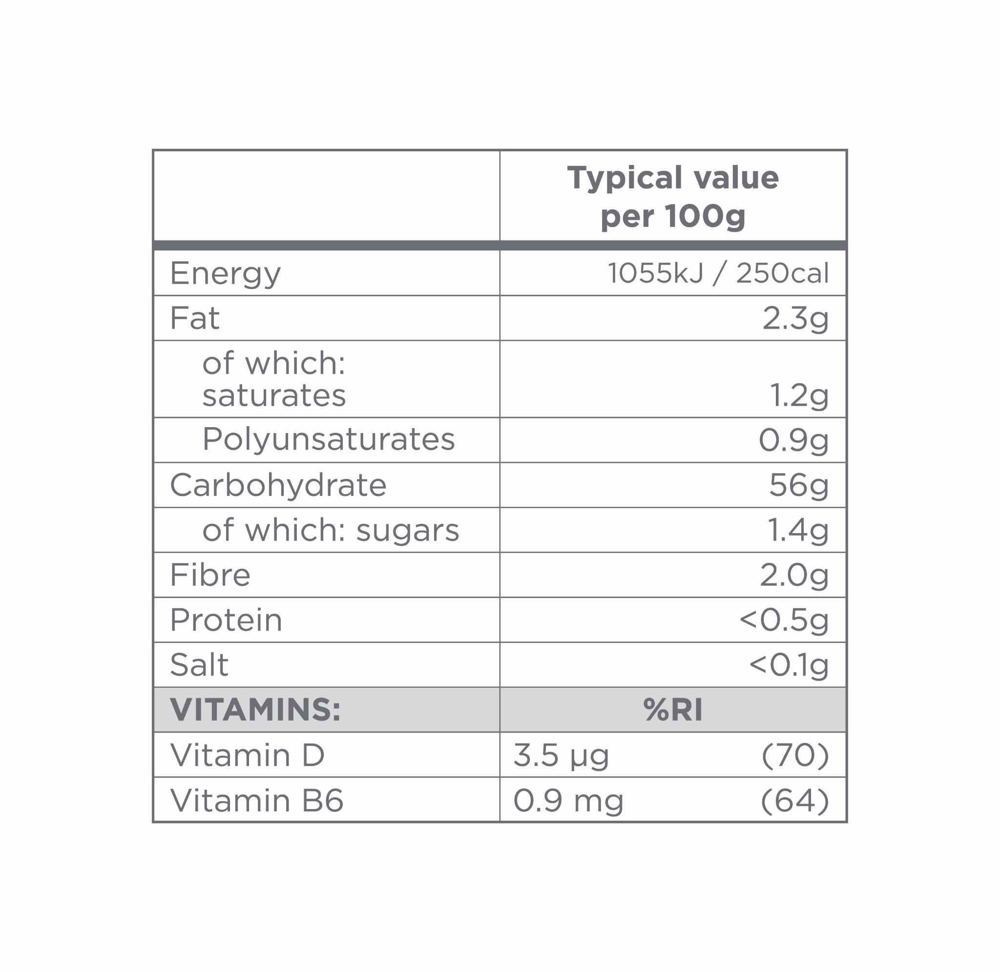 Typical value
per 100g
Energy 1055kJ / 250cal
Fat 2.3g
of which:
saturates 1.2g
Polyunsaturates 0.9g
Carbohydrate 56g
of which: sugars 1.4g
Fibre 2.0g
Protein <0.5g
Salt <0.1g
VITAMINS: %RI
Vitamin D 3.5 µg (70)
Vitamin B6 0.9 mg (64)